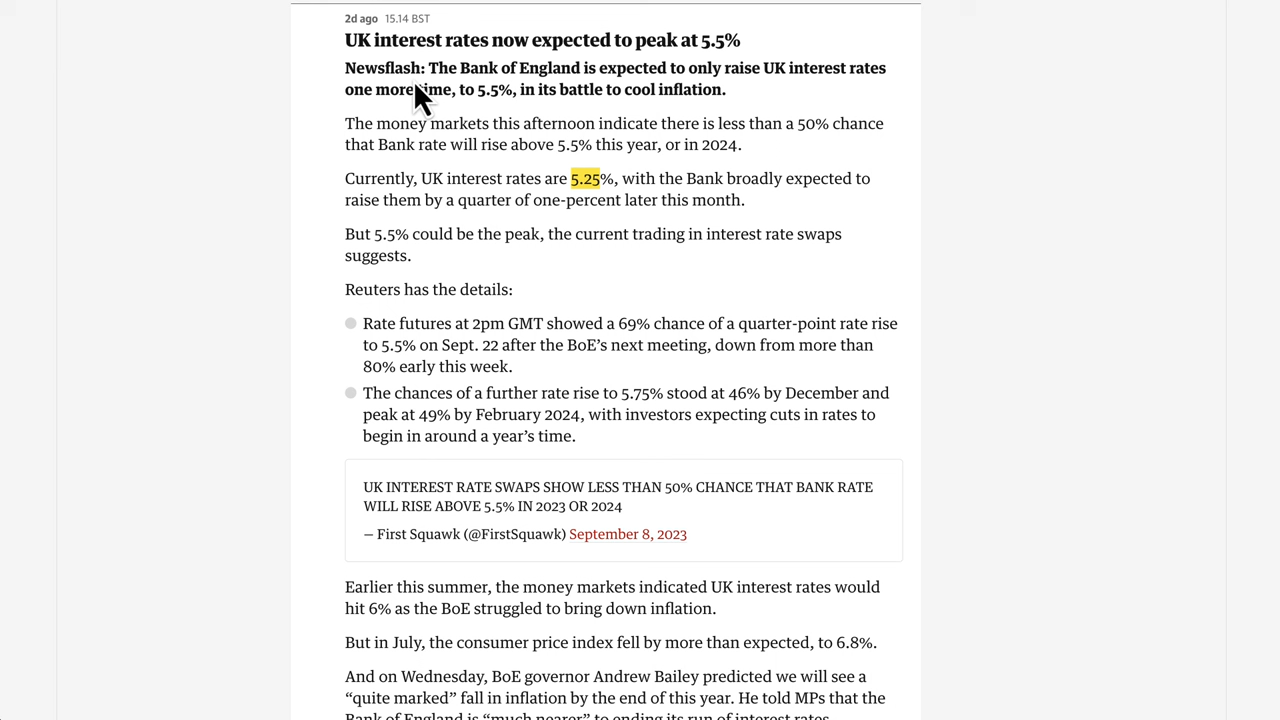 2d ago 15.14 BST
UK interest rates now expected to peak at 5.5%
Newsflash: The Bank of England is expected to only raise UK interest rates
one more time, to 5.5%, in its battle to cool inflation.
The money markets this afternoon indicate there is less than a 50% chance
that Bank rate will rise above 5.5% this year, or in 2024.
Currently, UK interest rates are 5.25%, with the Bank broadly expected to
raise them by a quarter of one-percent later this month.
But 5.5% could be the peak, the current trading in interest rate swaps
suggests.
Reuters has the details:
Rate futures at 2pm GMT showed a 69% chance of a quarter-point rate rise
to 5.5% on Sept. 22 after the BoE’s next meeting, down from more than
80% early this week.
The chances of a further rate rise to 5.75% stood at 46% by December and
peak at 49% by February 2024, with investors expecting cuts in rates to
begin in around a year’s time.
UK INTEREST RATE SWAPS SHOW LESS THAN 50% CHANCE THAT BANK RATE
WILL RISE ABOVE 5.5% IN 2023 OR 2024
— First Squawk (@FirstSquawk) September 8, 2023
Earlier this summer, the money markets indicated UK interest rates would
hit 6% as the BoE struggled to bring down inflation.
But in July, the consumer price index fell by more than expected, to 6.8%.
And on Wednesday, BoE governor Andrew Bailey predicted we will see a
“quite marked” fall in inflation by the end of this year. He told MPs that the
Bank of England is “much nearer” to ending its run of interest rates